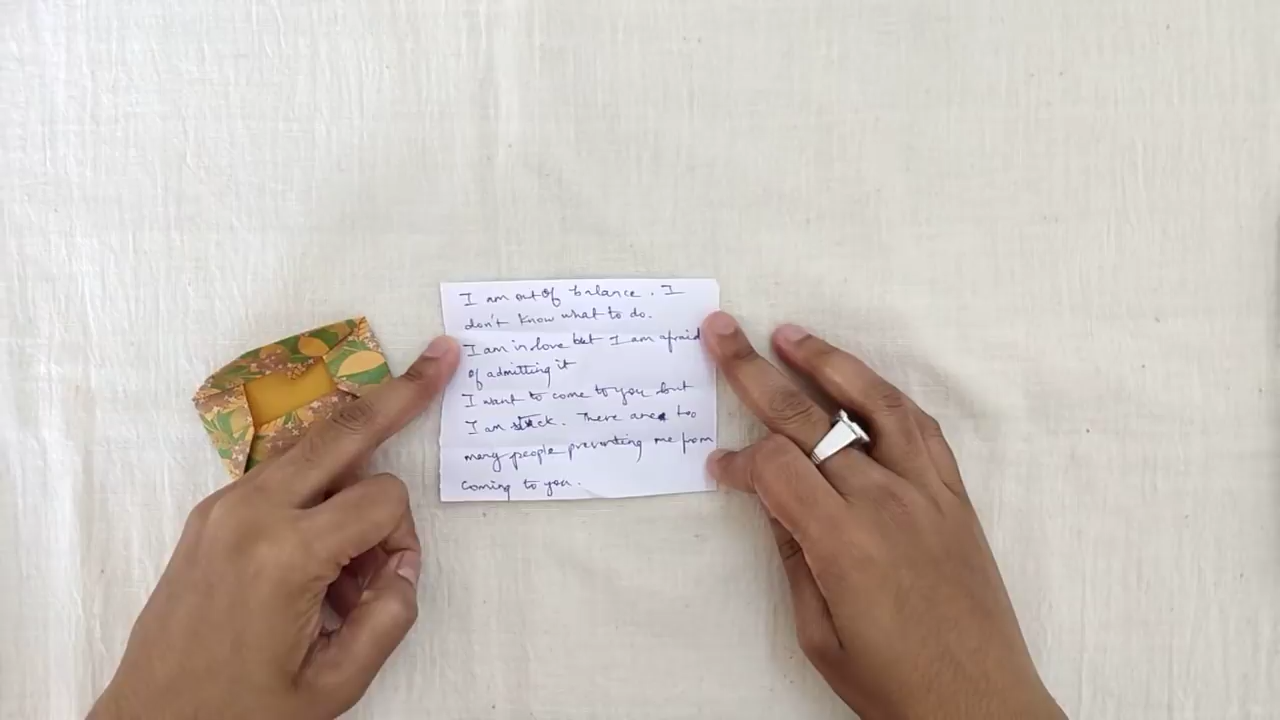 I am out of balance. I
don't know what to do.
I am in love but I am afraid
of admitting it
I want to come to you but
I am stuck. There are too
many people preventing me from
coming to you.